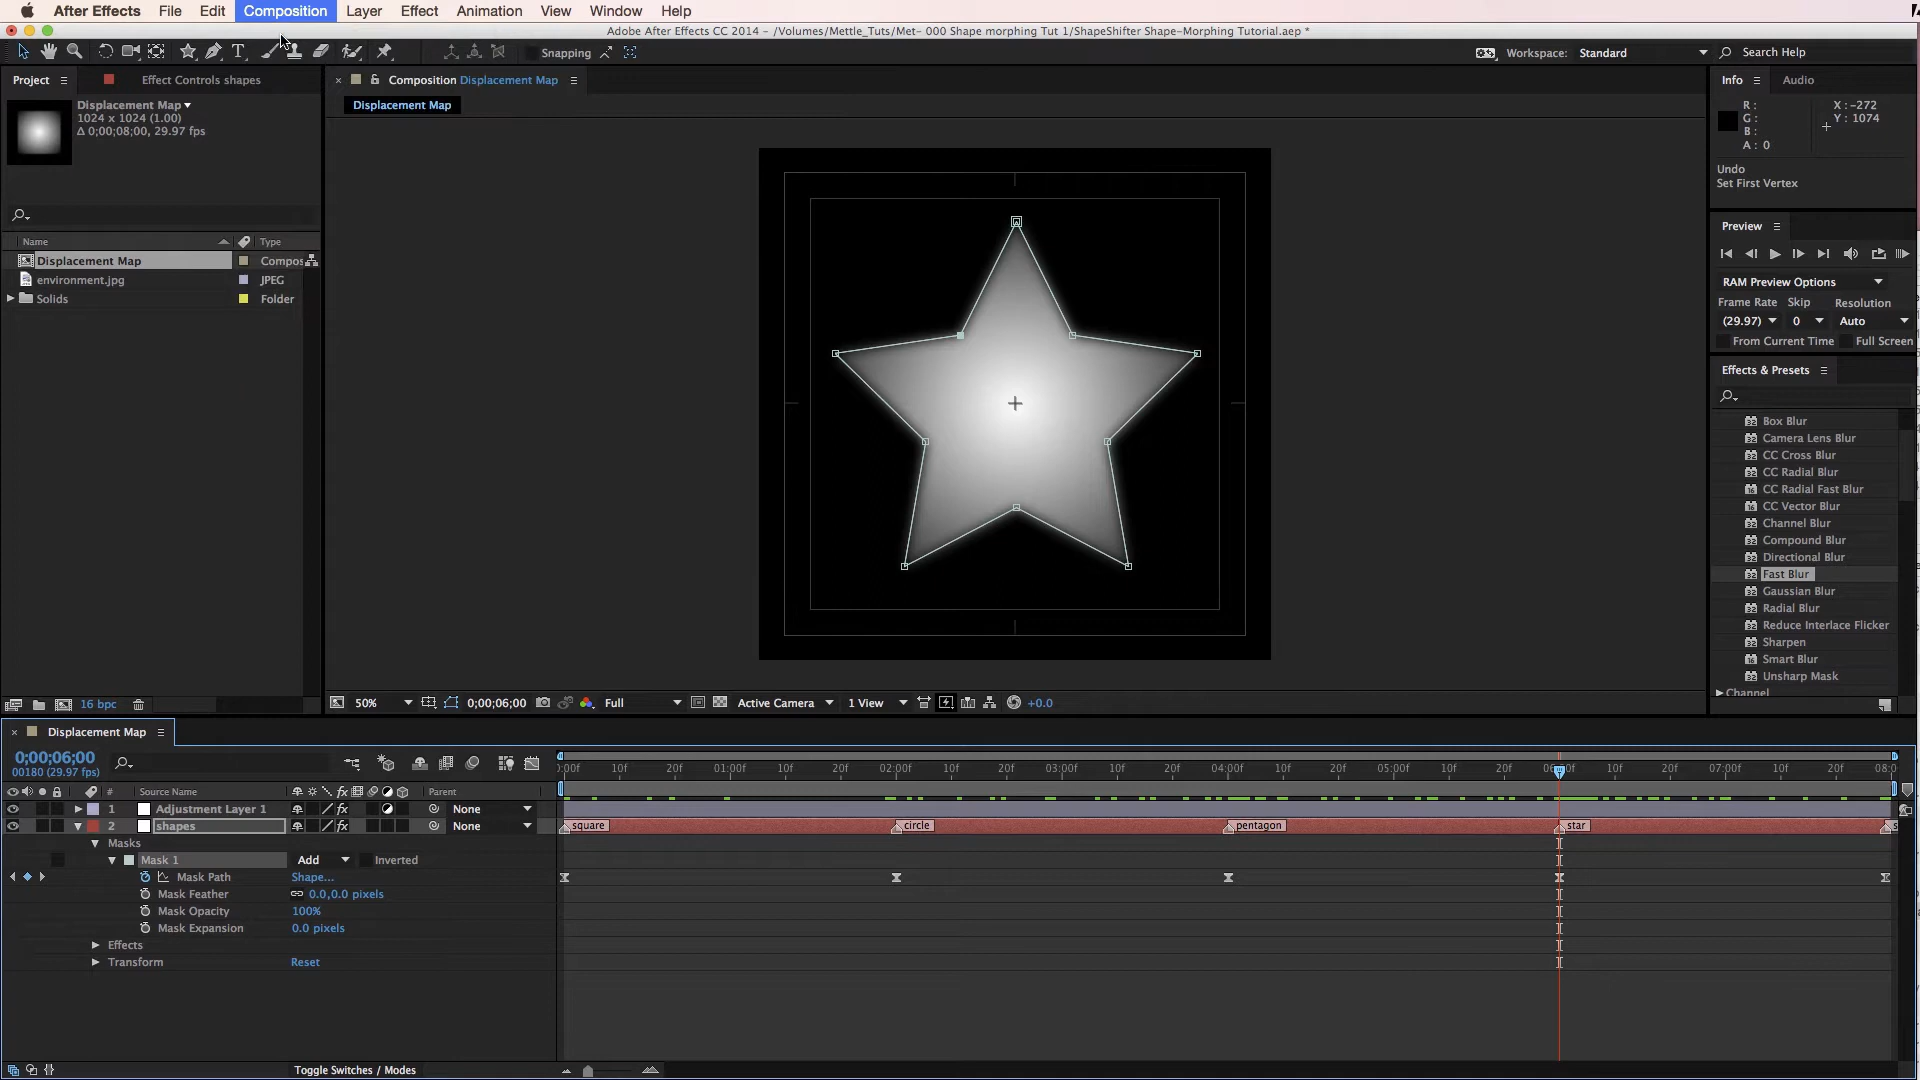 After Effects File Edit Composition Layer Effect Animation View Window Help
Adobe After Effects CC 2014 - /Volumes/Mettle_Tuts/Met- 000 Shape morphing Tut 1/ShapeShifter Shape-Morphing Tutorial.aep *
Snapping
Workspace: Standard
Search Help
Project
Effect Controls shapes
Displacement Map
1024 x 1024 (1.00)
Δ 0;00;08;00, 29.97 fps
Name Type
Displacement Map Compos
environment.jpg JPEG
Solids Folder
16 bpc
Composition Displacement Map
Displacement Map
50% 0;00;06;00 Full Active Camera 1 View +0.0
Info Audio
R : X : -272
G : Y : 1074
B :
A : 0
Undo
Set First Vertex
Preview
RAM Preview Options
Frame Rate Skip Resolution
(29.97) 0 Auto
From Current Time Full Screen
Effects & Presets
Box Blur
Camera Lens Blur
CC Cross Blur
CC Radial Blur
CC Radial Fast Blur
CC Vector Blur
Channel Blur
Compound Blur
Directional Blur
Fast Blur
Gaussian Blur
Radial Blur
Reduce Interlace Flicker
Sharpen
Smart Blur
Unsharp Mask
Channel
Displacement Map
0;00;06;00
00180 (29.97 fps)
):00f 10f 20f 01:00f 10f 20f 02:00f 10f 20f 03:00f 10f 20f 04:00f 10f 20f 05:00f 10f 20f 06:00f 10f 20f 07:00f 10f 20f 08:0
# Source Name Parent
1 Adjustment Layer 1 None
2 shapes None square circle pentagon star s
Masks
Mask 1 Add Inverted
Mask Path Shape...
Mask Feather 0.0,0.0 pixels
Mask Opacity 100%
Mask Expansion 0.0 pixels
Effects
Transform Reset
Toggle Switches / Modes